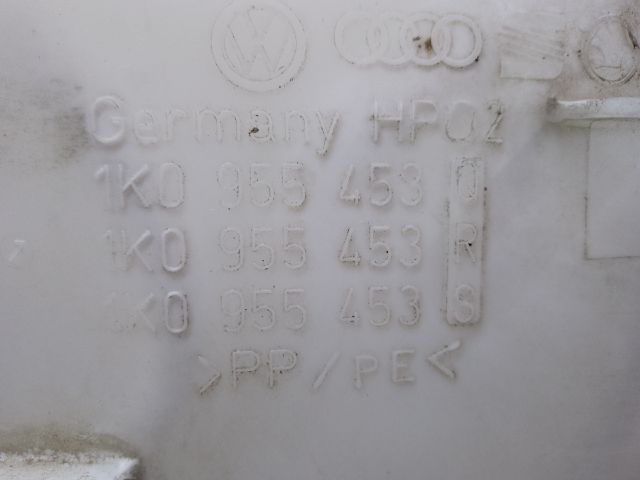 Germany HP02
1K0 955 453 Q
1K0 955 453 R
1K0 955 453 S
>PP/PE<